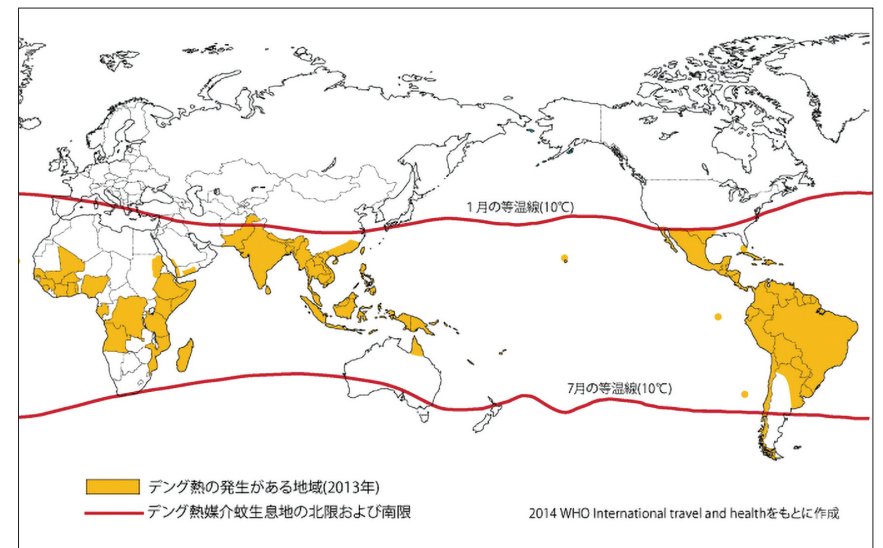 1月の等温線(10℃)
7月の等温線(10℃)
デング熱の発生がある地域(2013年)
デング熱媒介蚊生息地の北限および南限
2014 WHO International travel and healthをもとに作成